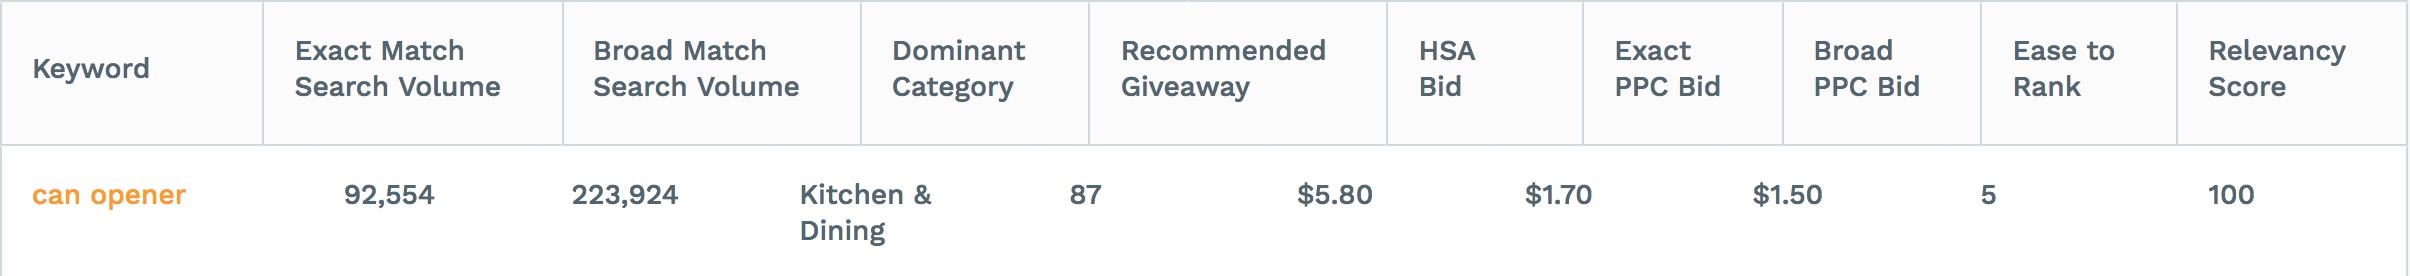 Keyword
Exact Match
Search Volume
Broad Match
Search Volume
Dominant
Category
Recommended
Giveaway
HSA
Bid
Exact
PPC Bid
Broad
PPC Bid
Ease to
Rank
Relevancy
Score
can opener
92,554
223,924
Kitchen &
Dining
87
$5.80
$1.70
$1.50
5
100